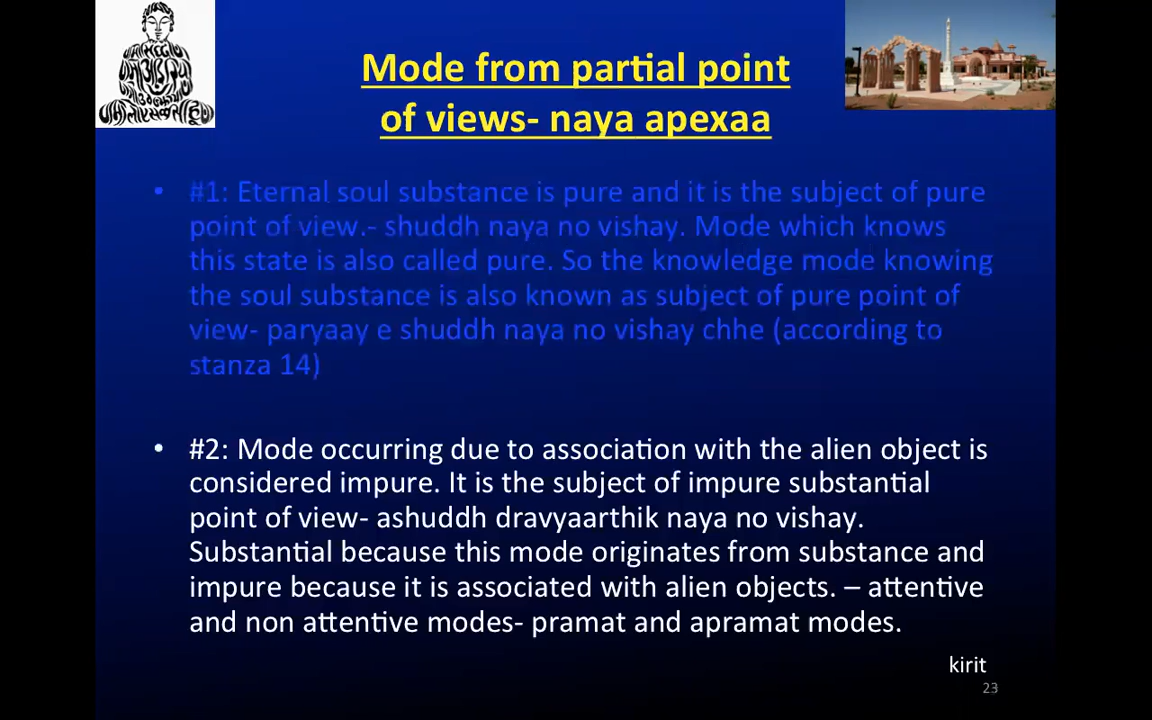 Mode from partial point
of views- naya apexaa
• #1: Eternal soul substance is pure and it is the subject of pure
point of view.- shuddh naya no vishay. Mode which knows
this state is also called pure. So the knowledge mode knowing
the soul substance is also known as subject of pure point of
view- paryaay e shuddh naya no vishay chhe (according to
stanza 14)
• #2: Mode occurring due to association with the alien object is
considered impure. It is the subject of impure substantial
point of view- ashuddh dravyaarthik naya no vishay.
Substantial because this mode originates from substance and
impure because it is associated with alien objects. – attentive
and non attentive modes- pramat and apramat modes.
kirit
23